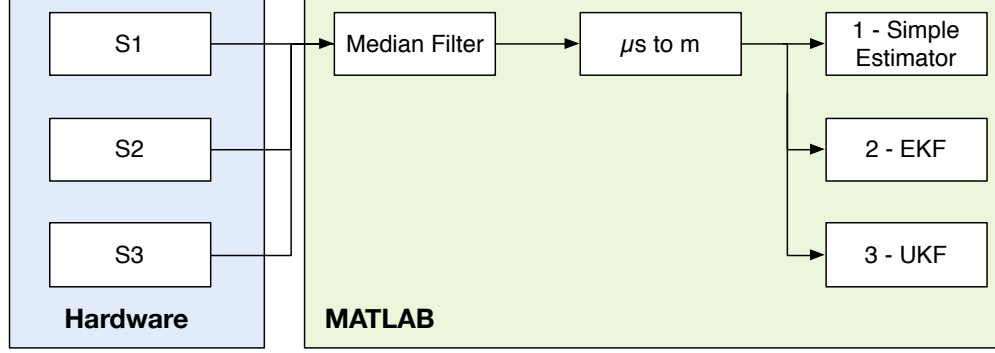 S1
Median Filter
µs to m
1 - Simple
Estimator
S2
2 - EKF
S3
3 - UKF
Hardware
MATLAB